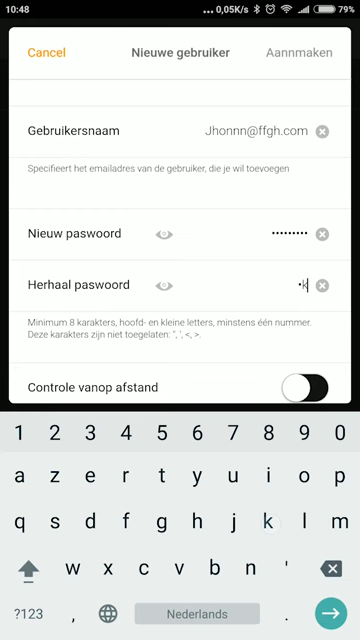 10:48 ... 0,05K/s 79%
Cancel Nieuwe gebruiker Aannmaken
Gebruikersnaam Jhonnn@ffgh.com
Specifieert het emailadres van de gebruiker, die je wil toevoegen
Nieuw paswoord •••••••••
Herhaal paswoord •k
Minimum 8 karakters, hoofd- en kleine letters, minstens één nummer.
Deze karakters zijn niet toegelaten: ", ', <, >.
Controle vanop afstand
1 2 3 4 5 6 7 8 9 0
a z e r t y u i o p
q s d f g h j k l m
w x c v b n '
?123 , Nederlands .